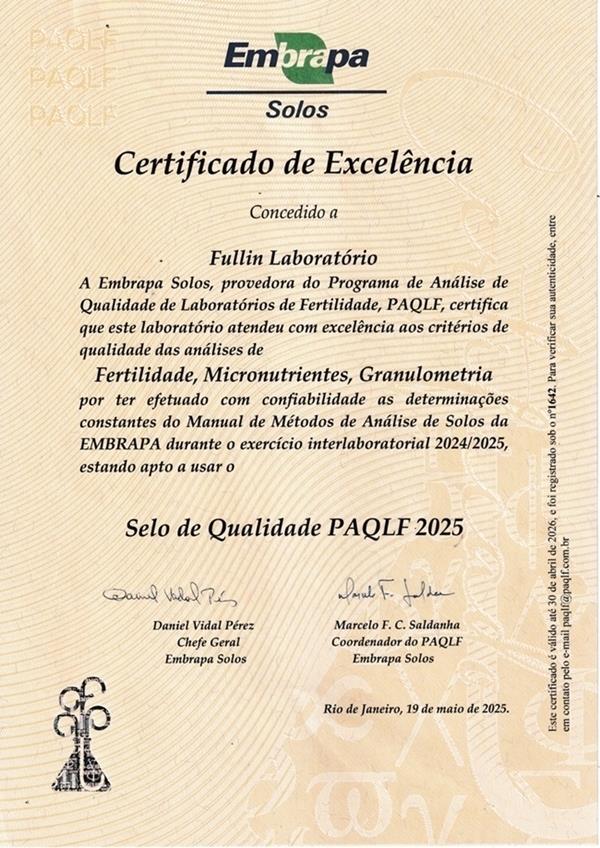 PAQLF
PAQLF
PAQLF
Embrapa
Solos
Certificado de Excelência
Concedido a
Fullin Laboratório
A Embrapa Solos, provedora do Programa de Análise de
Qualidade de Laboratórios de Fertilidade, PAQLF, certifica
que este laboratório atendeu com excelência aos critérios de
qualidade das análises de
Fertilidade, Micronutrientes, Granulometria
por ter efetuado com confiabilidade as determinações
constantes do Manual de Métodos de Análise de Solos da
EMBRAPA durante o exercício interlaboratorial 2024/2025,
estando apto a usar o
Selo de Qualidade PAQLF 2025
Daniel Vidal Pérez
Chefe Geral
Embrapa Solos
Marcelo F. C. Saldanha
Coordenador do PAQLF
Embrapa Solos
Rio de Janeiro, 19 de maio de 2025.
Este certificado é válido até 30 de abril de 2026, e foi registrado sob o nº1642. Para verificar sua autenticidade, entre
em contato pelo e-mail paqlf@paqlf.com.br